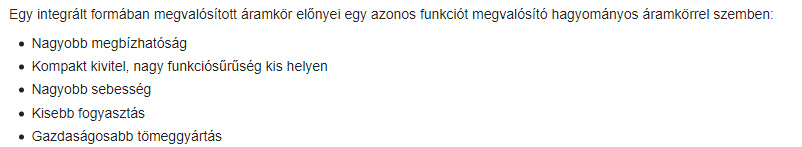 Egy integrált formában megvalósított áramkör előnyei egy azonos funkciót megvalósító hagyományos áramkörrel szemben:
• Nagyobb megbízhatóság
• Kompakt kivitel, nagy funkciósűrűség kis helyen
• Nagyobb sebesség
• Kisebb fogyasztás
• Gazdaságosabb tömeggyártás